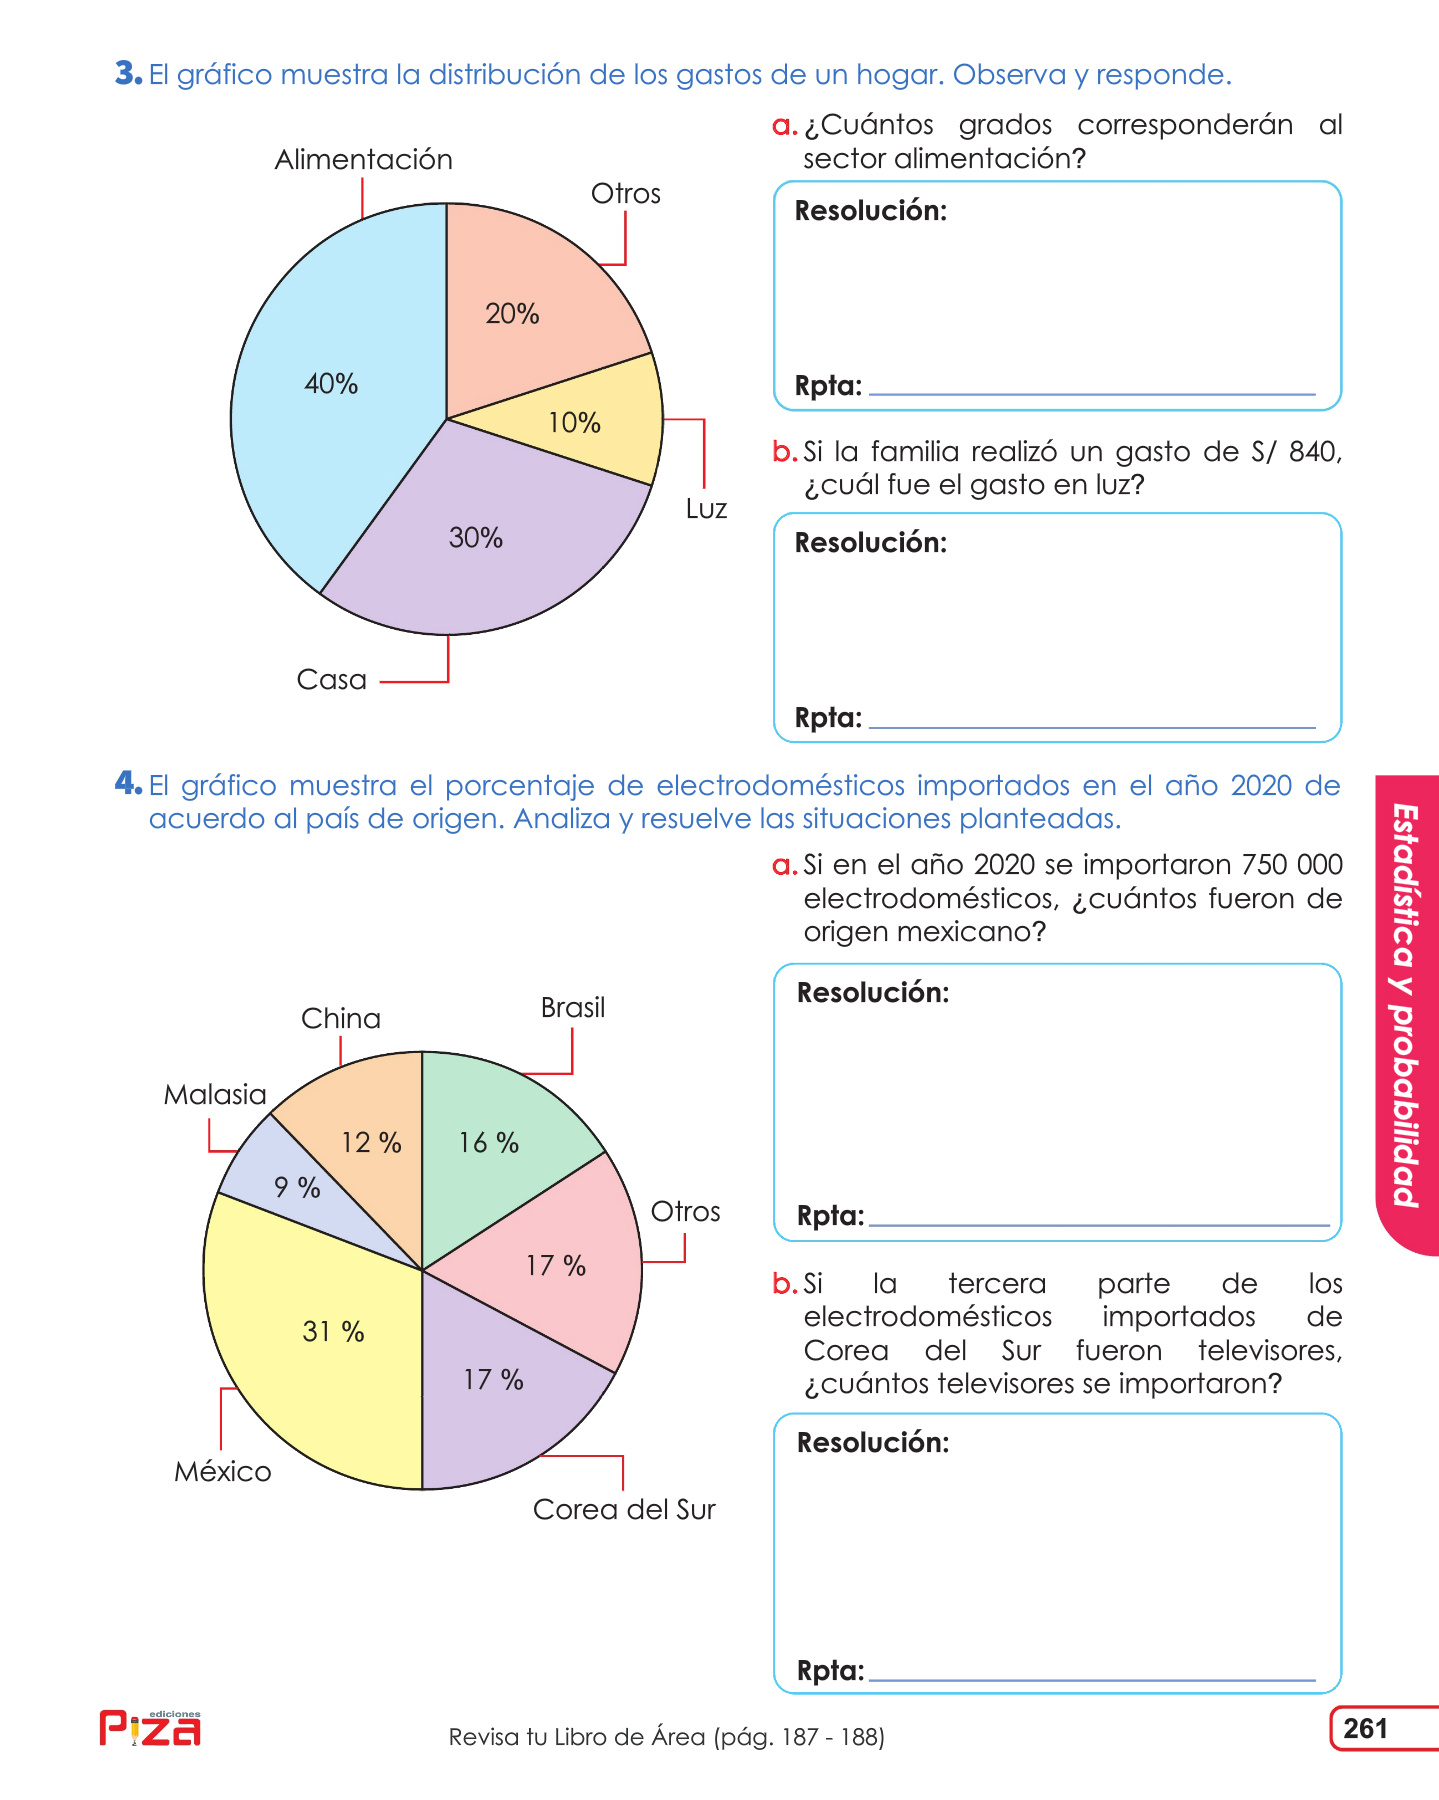 3. El gráfico muestra la distribución de los gastos de un hogar. Observa y responde.
Alimentación
Otros
20%
40%
10%
Luz
30%
Casa
a. ¿Cuántos grados corresponderán al
sector alimentación?
Resolución:
Rpta:
b. Si la familia realizó un gasto de S/ 840,
¿cuál fue el gasto en luz?
Resolución:
Rpta:
4. El gráfico muestra el porcentaje de electrodomésticos importados en el año 2020 de
acuerdo al país de origen. Analiza y resuelve las situaciones planteadas.
China
Brasil
Malasia
12 %
16 %
9 %
Otros
17 %
31 %
17 %
México
Corea del Sur
a. Si en el año 2020 se importaron 750 000
electrodomésticos, ¿cuántos fueron de
origen mexicano?
Resolución:
Rpta:
b. Si la tercera parte de los
electrodomésticos importados de
Corea del Sur fueron televisores,
¿cuántos televisores se importaron?
Resolución:
Rpta:
Estadística y probabilidad
ediciones
Piza
Revisa tu Libro de Área (pág. 187 - 188)
261